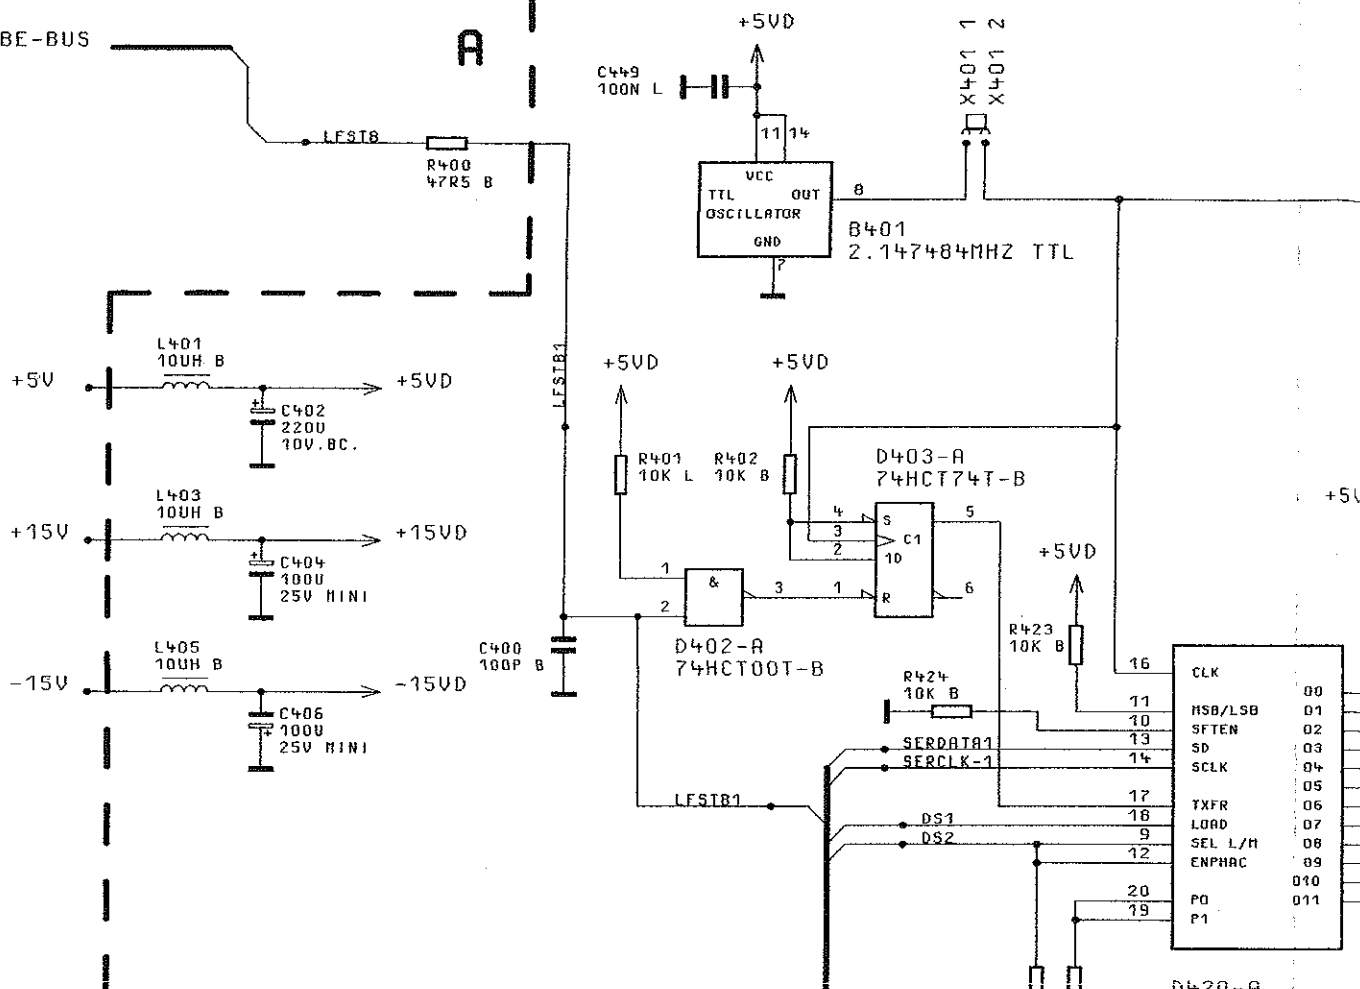 BE-BUS
A
LFSTB
R400
47R5 B
+5VD
C449
100N L
11 14
VCC
TTL OUT
OSCILLATOR
GND
7
8
B401
2.147484MHZ TTL
X401 1
X401 2
+5V
L401
10UH B
+5VD
C402
220U
10V.BC.
+15V
L403
10UH B
+15VD
C404
100U
25V MINI
-15V
L405
10UH B
-15VD
C406
100U
25V MINI
LFSTB1
+5VD
R401
10K L
+5VD
R402
10K B
D403-A
74HCT74T-B
4
3
2
1
S
C1
1D
R
5
6
1
2
&
3
D402-A
74HCT00T-B
C400
100P B
+5V
+5VD
R423
10K B
R424
10K B
SERDATA1
SERCLK-1
LFSTB1
DS1
DS2
16 CLK
11 MSB/LSB
10 SFTEN
13 SD
14 SCLK
17 TXFR
18 LOAD
9 SEL L/M
12 ENPHAC
20 P0
19 P1
O0
O1
O2
O3
O4
O5
O6
O7
O8
O9
O10
O11
D420-A